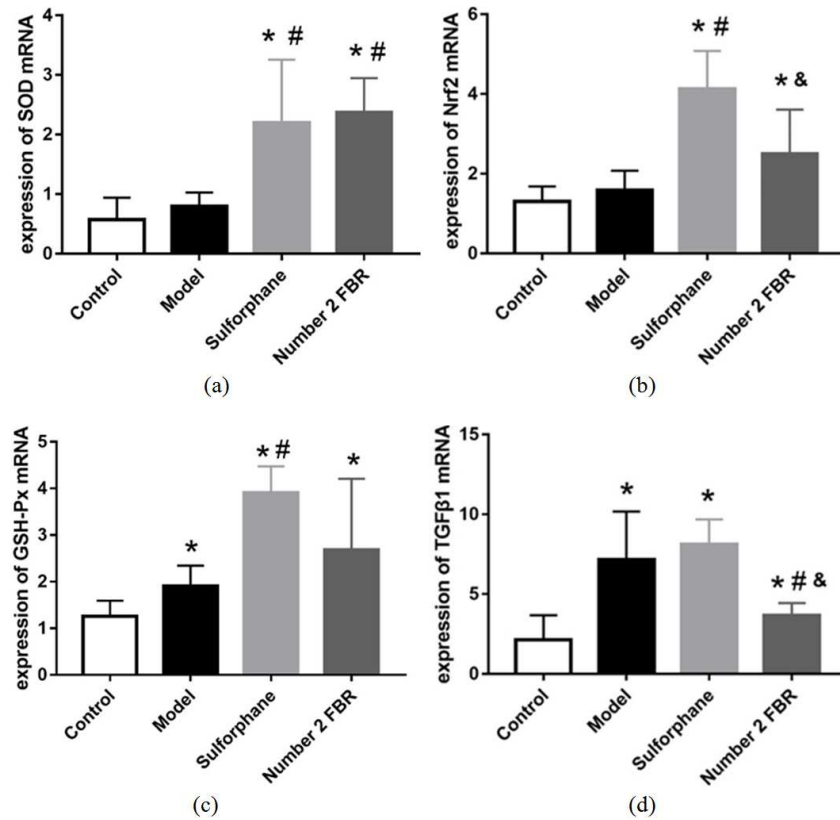 expression of SOD mRNA
4
3
2
1
0
* #
* #
Control
Model
Sulforphane
Number 2 FBR
(a)
expression of Nrf2 mRNA
6
4
2
0
* #
* &
Control
Model
Sulforphane
Number 2 FBR
(b)
expression of GSH-Px mRNA
5
4
3
2
1
0
*
* #
*
Control
Model
Sulforphane
Number 2 FBR
(c)
expression of TGFβ1 mRNA
15
10
5
0
*
*
* # &
Control
Model
Sulforphane
Number 2 FBR
(d)